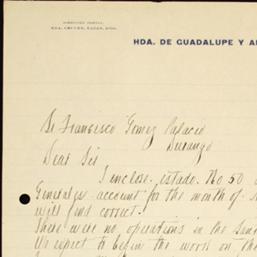 HDA. DE GUADALUPE Y A
Sr Francisco Gomez Palacio
Durango
Dear Sir
I enclose estado No 50
Generales account for the month of
will find correct.
There were no operations in the
We expect to begin the work on the